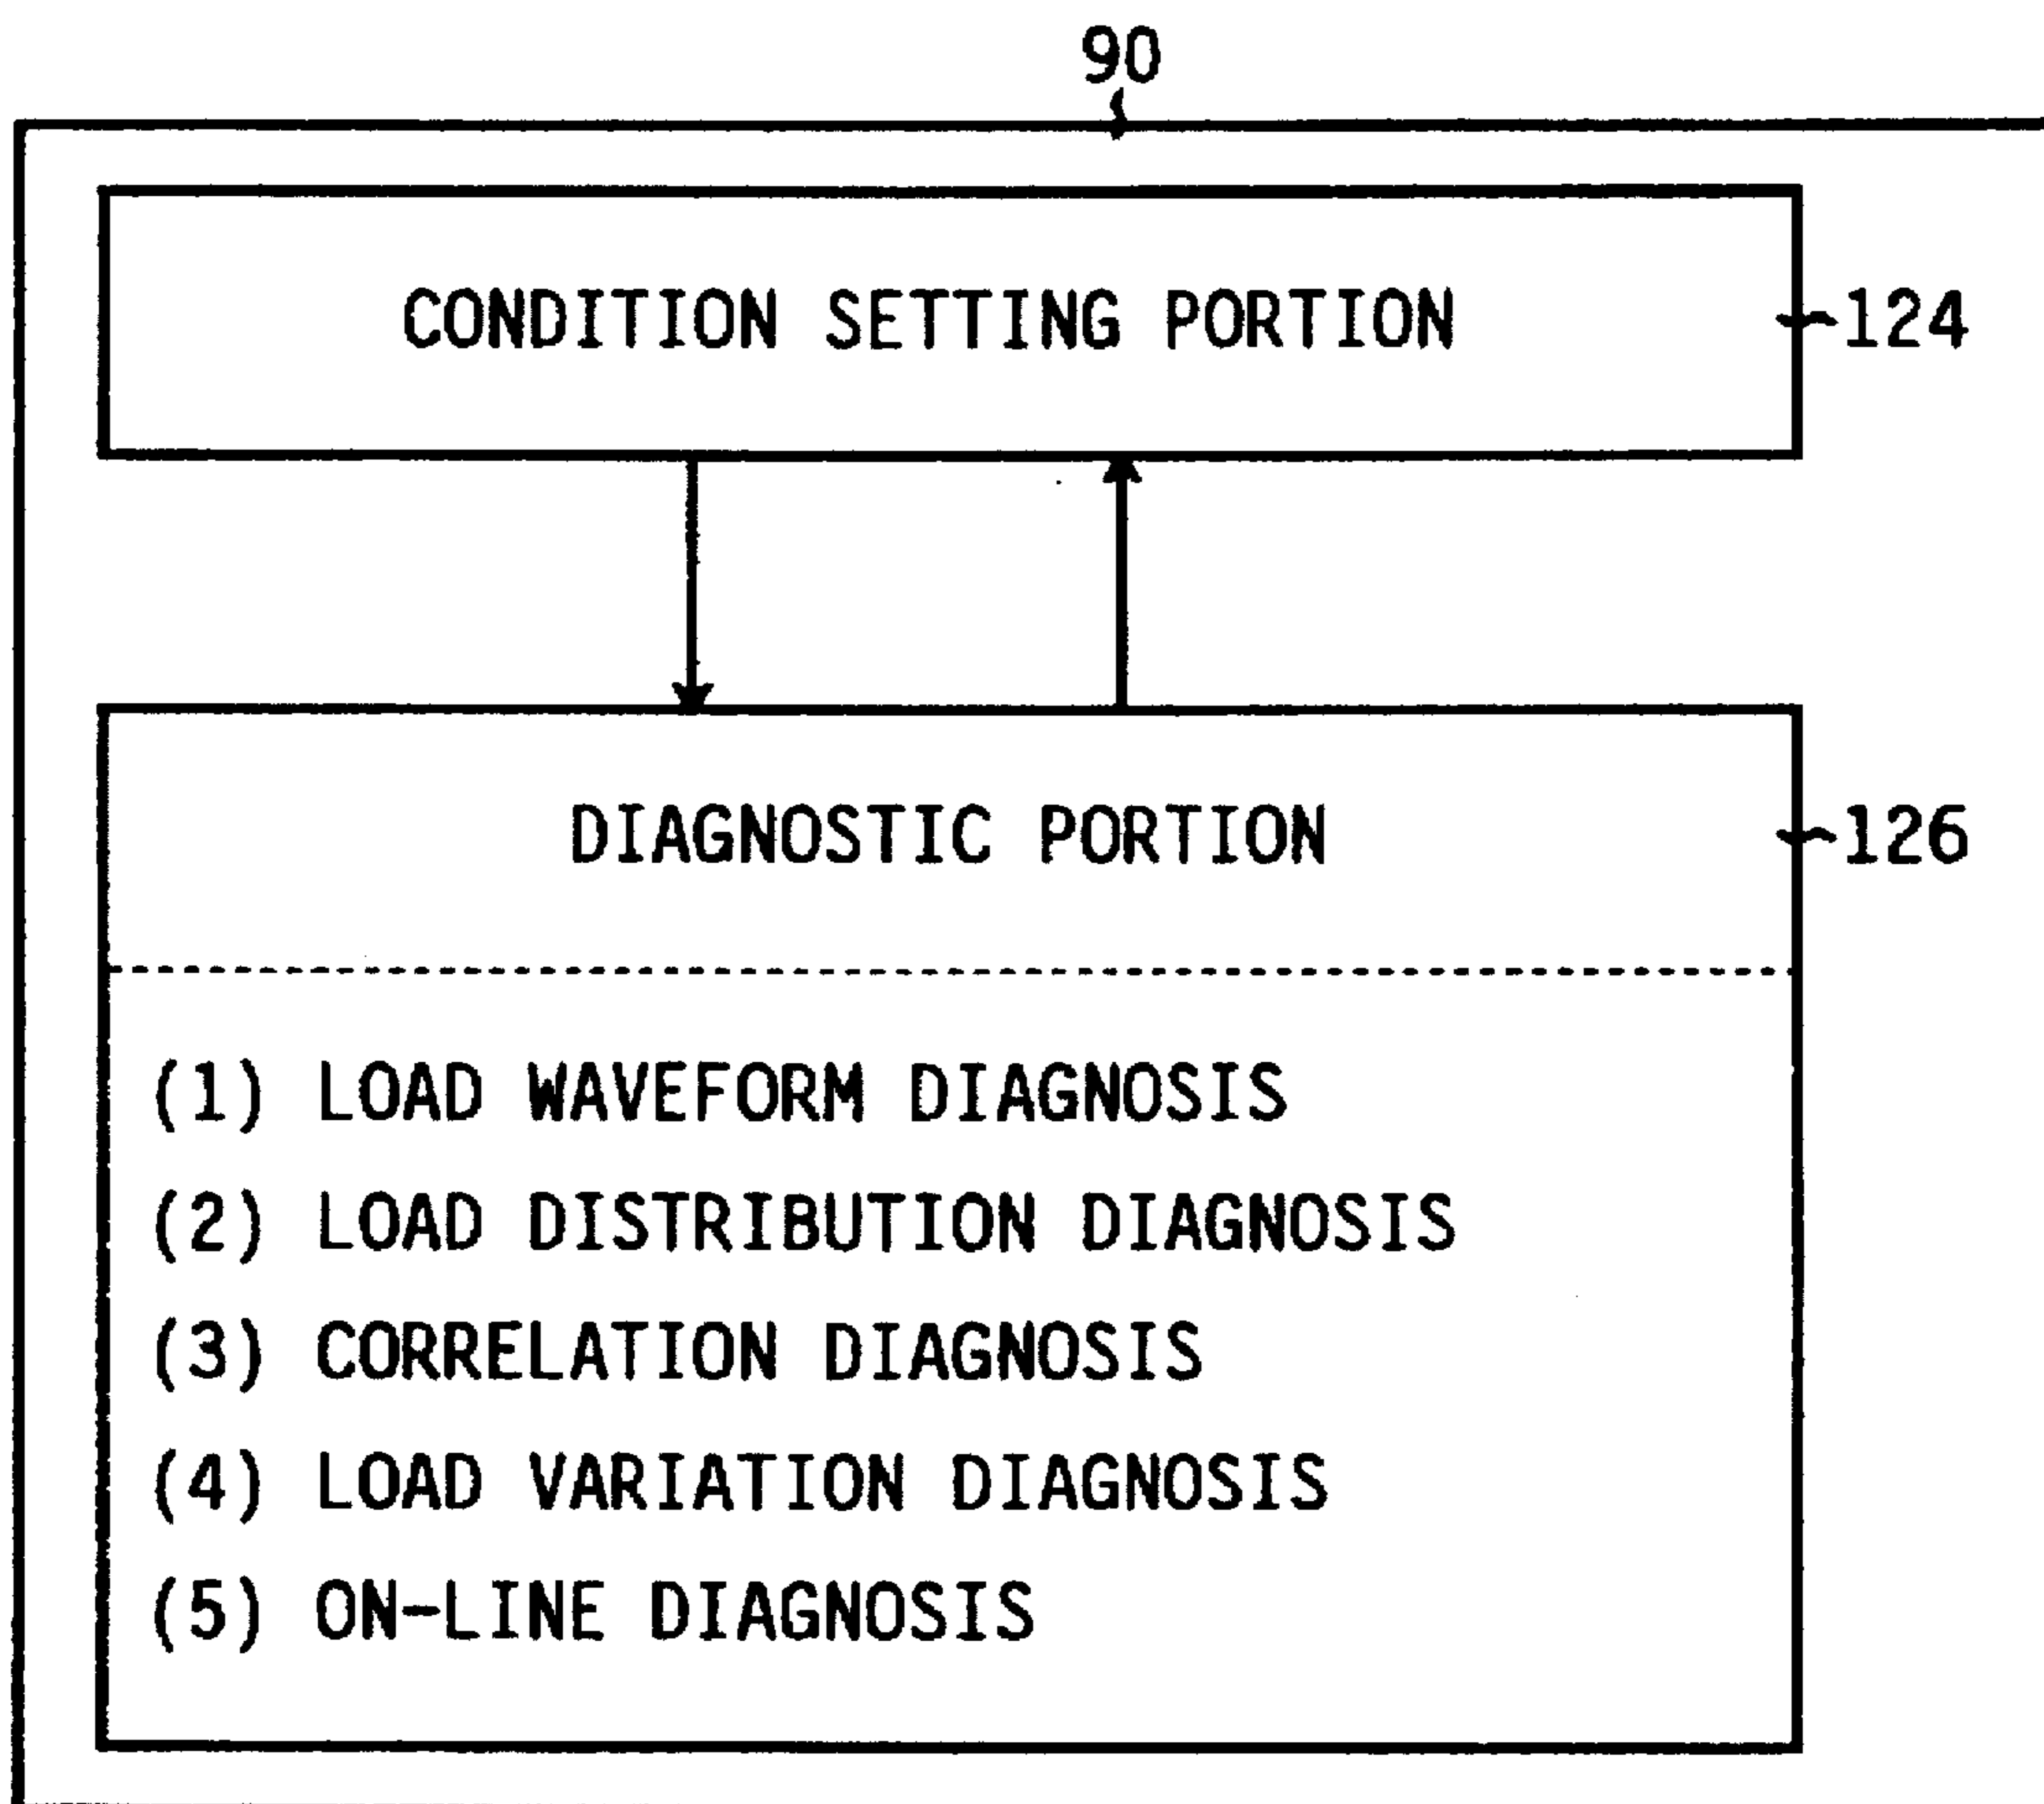 90
CONDITION SETTING PORTION
124
DIAGNOSTIC PORTION
126
(1) LOAD WAVEFORM DIAGNOSIS
(2) LOAD DISTRIBUTION DIAGNOSIS
(3) CORRELATION DIAGNOSIS
(4) LOAD VARIATION DIAGNOSIS
(5) ON-LINE DIAGNOSIS